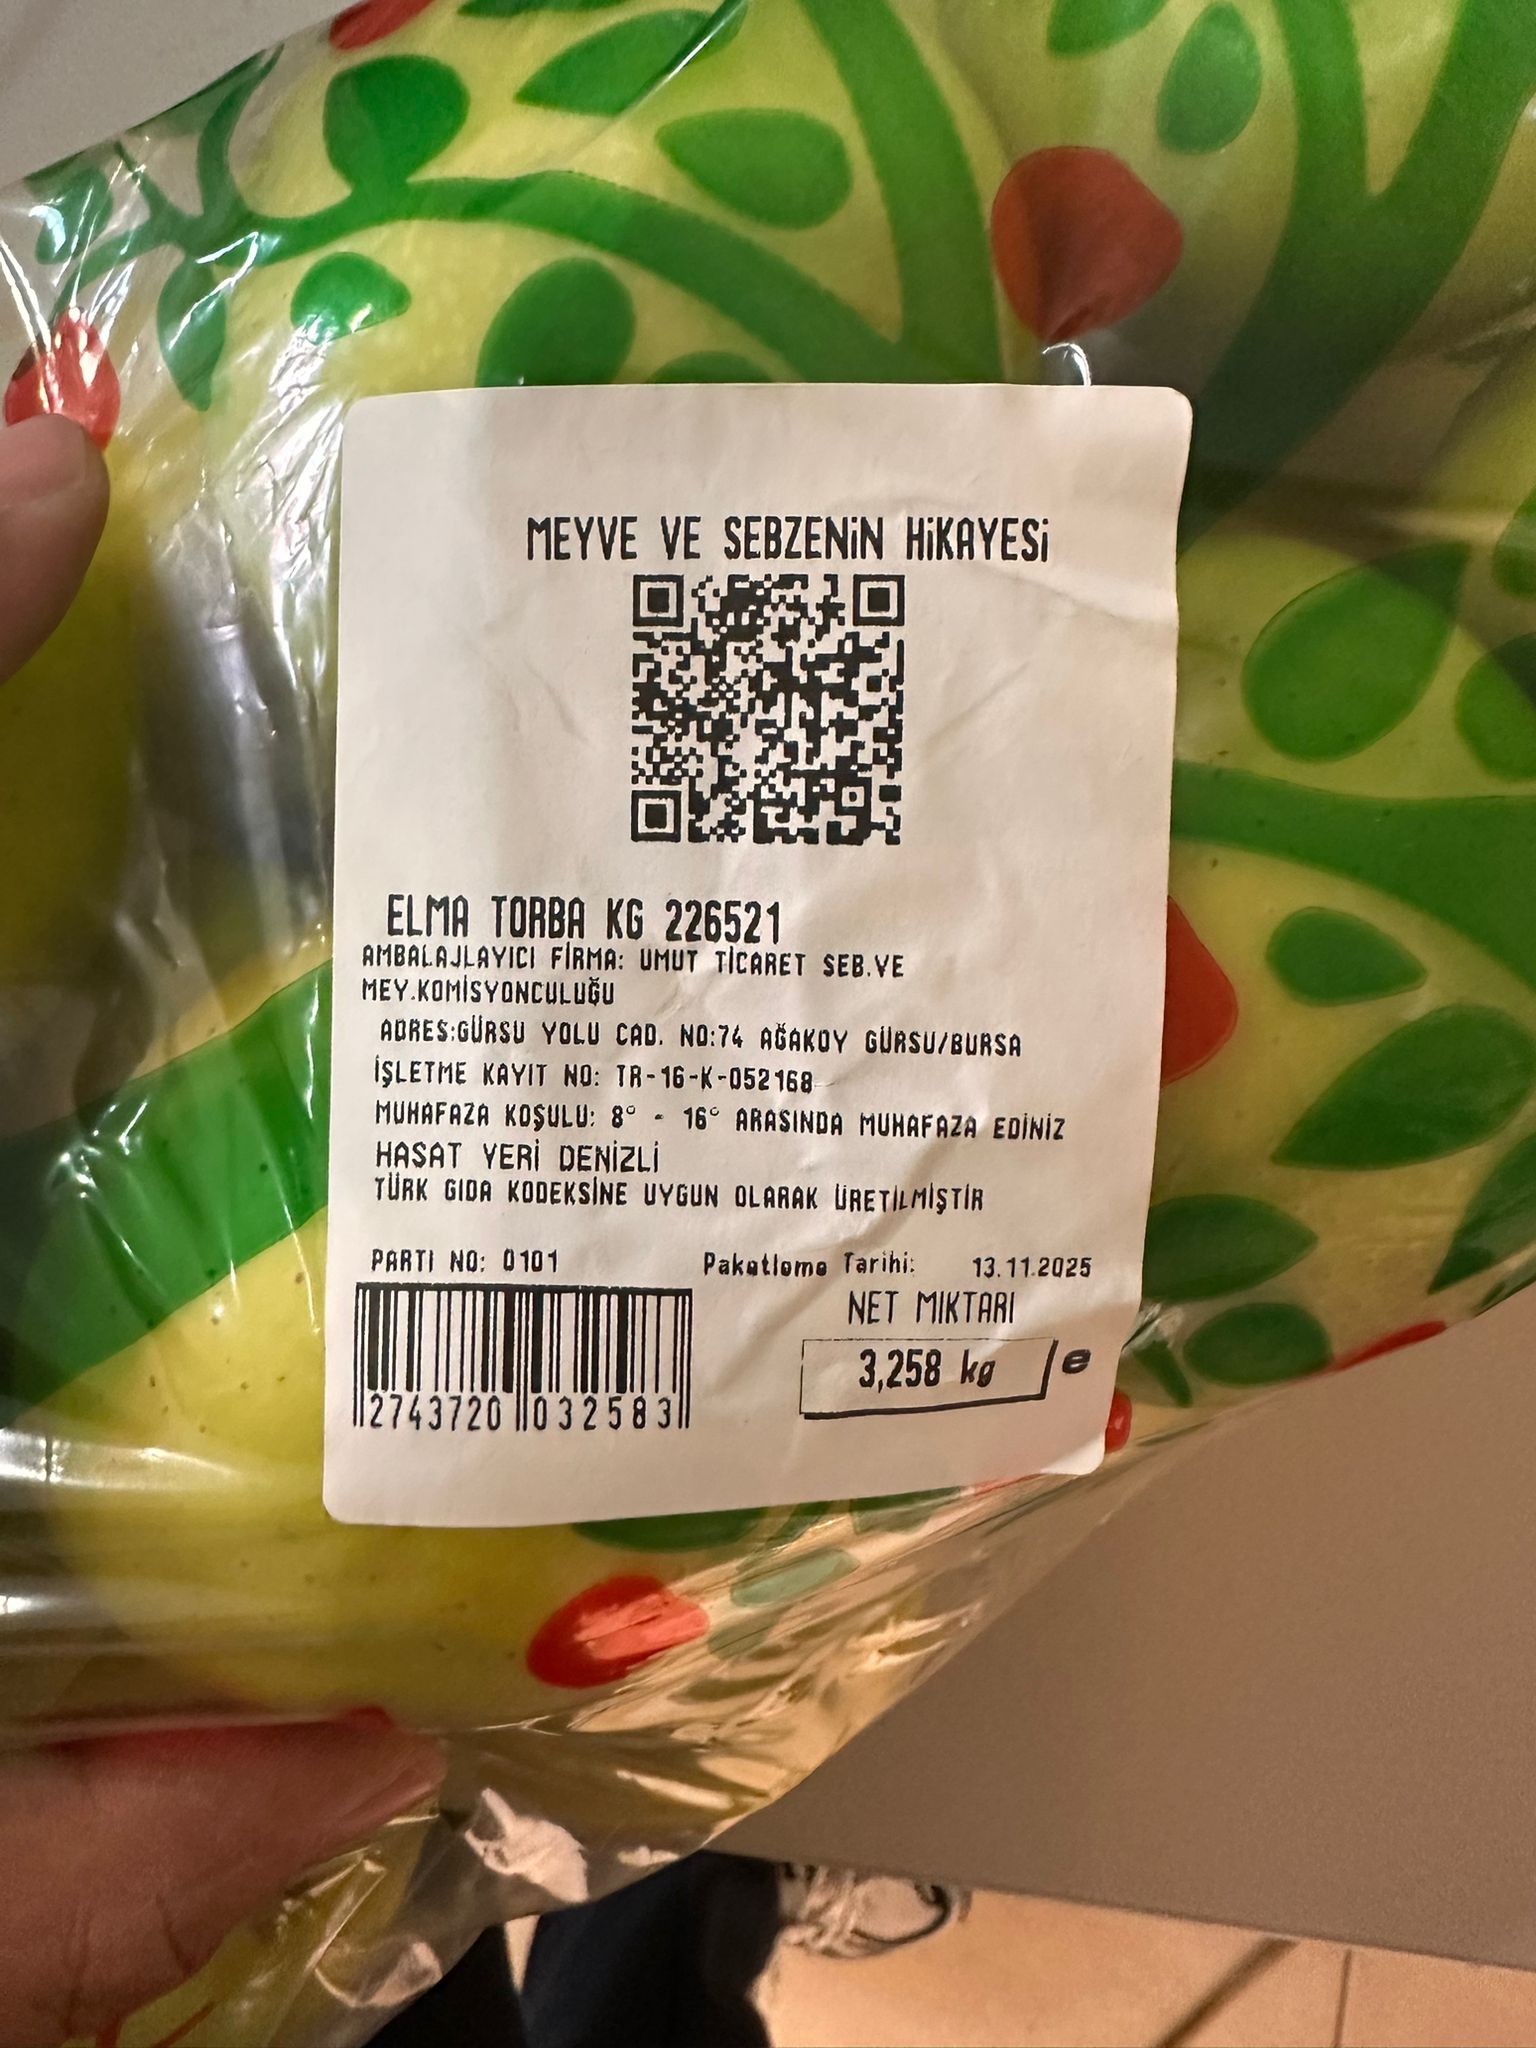 MEYVE VE SEBZENİN HİKAYESİ
ELMA TORBA KG 226521
AMBALAJLAYICI FİRMA: UMUT TİCARET SEB.VE
MEY.KOMİSYONCULUĞU
ADRES:GÜRSU YOLU CAD. NO:74 AĞAKOY GÜRSU/BURSA
İŞLETME KAYIT NO: TR-16-K-052168
MUHAFAZA KOŞULU: 8° - 16° ARASINDA MUHAFAZA EDİNİZ
HASAT YERİ DENİZLİ
TÜRK GIDA KODEKSİNE UYGUN OLARAK ÜRETİLMİŞTİR
PARTI NO: 0101 Paketleme Tarihi: 13.11.2025
NET MIKTARI
3,258 kg e
2743720 032583